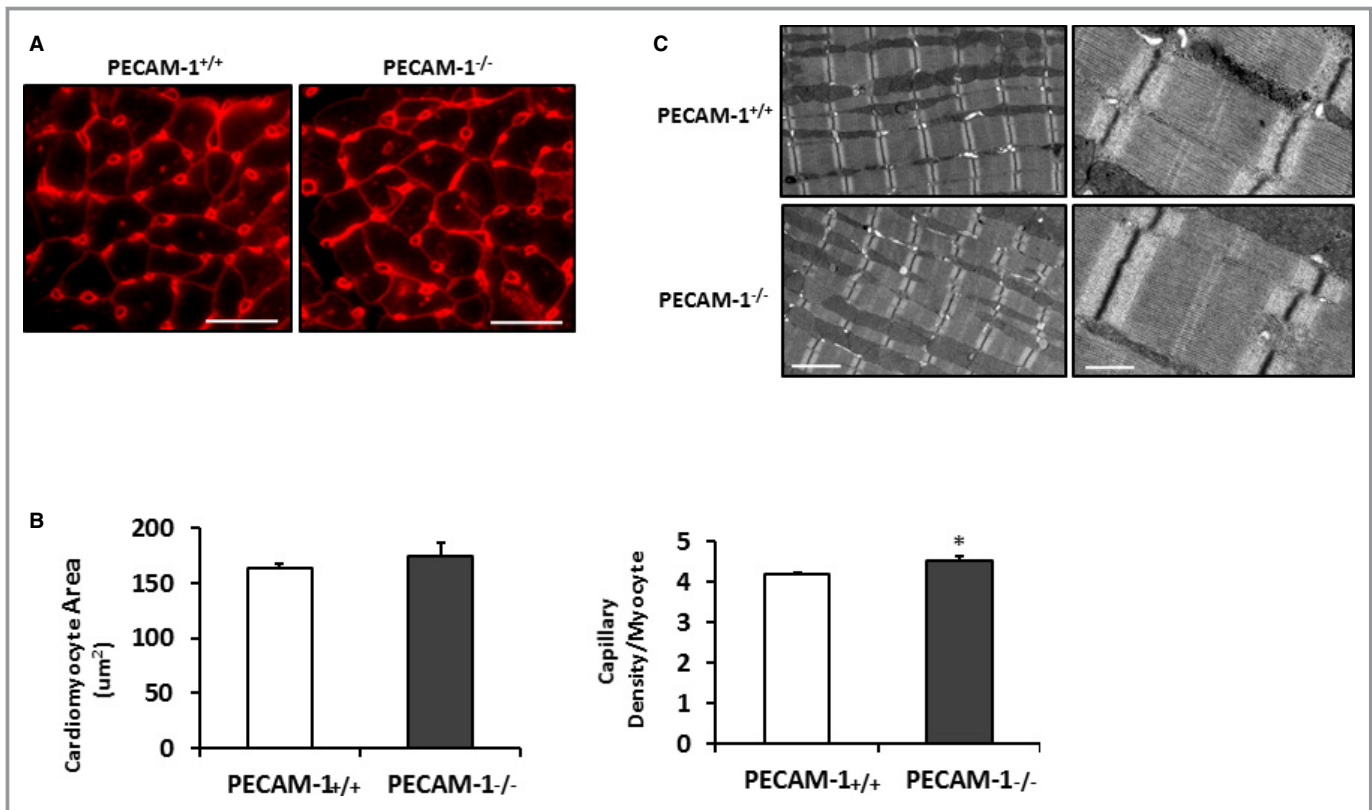 A
PECAM-1+/+
PECAM-1-/-
C
PECAM-1+/+
PECAM-1-/-
B
Cardiomyocyte Area
(um2)
200
150
100
50
0
PECAM-1+/+
PECAM-1-/-
Capillary
Density/Myocyte
5
4
3
2
1
0
*
PECAM-1+/+
PECAM-1-/-